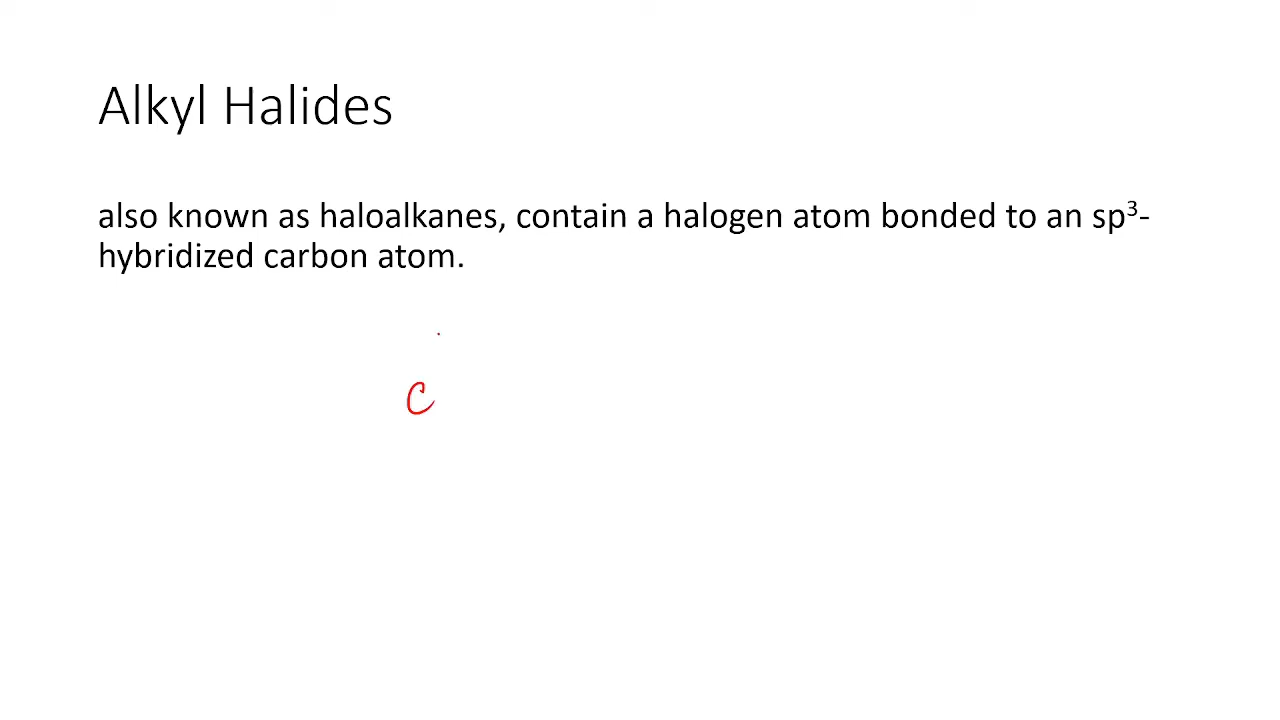 Alkyl Halides
also known as haloalkanes, contain a halogen atom bonded to an sp³-
hybridized carbon atom.
C